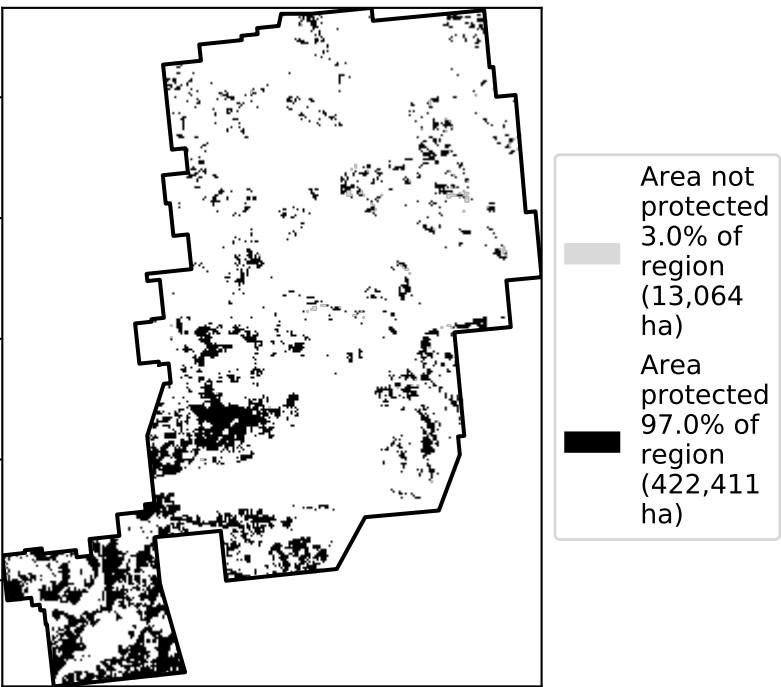 Area not
protected
3.0% of
region
(13,064
ha)
Area
protected
97.0% of
region
(422,411
ha)